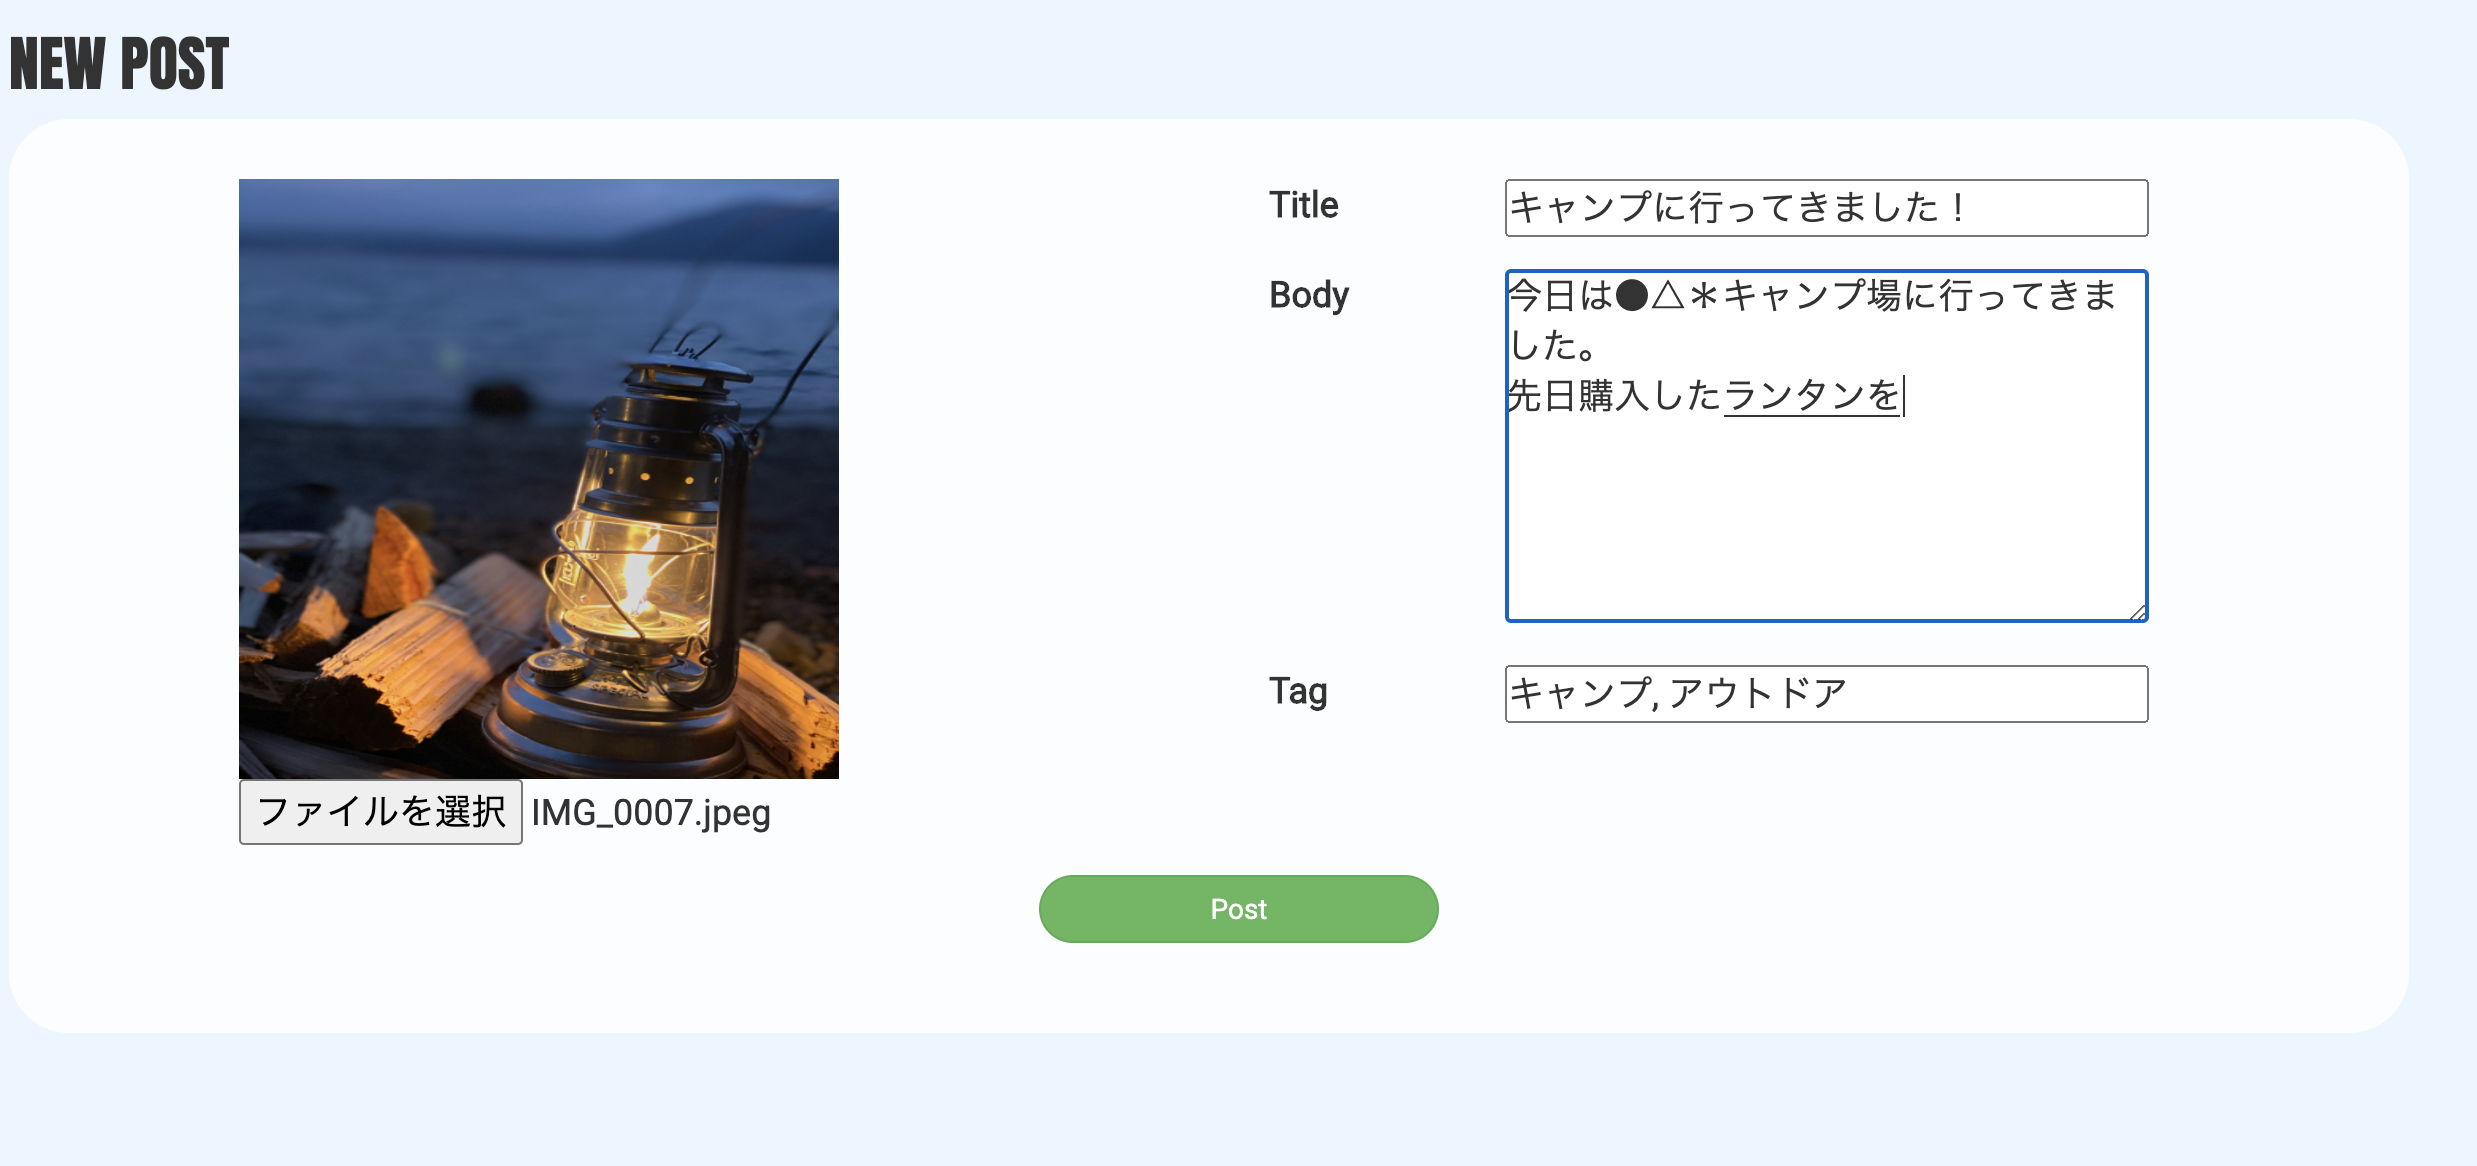 NEW POST
Title
キャンプに行ってきました！
Body
今日は●△＊キャンプ場に行ってきま
した。
先日購入したランタンを
Tag
キャンプ, アウトドア
ファイルを選択 IMG_0007.jpeg
Post